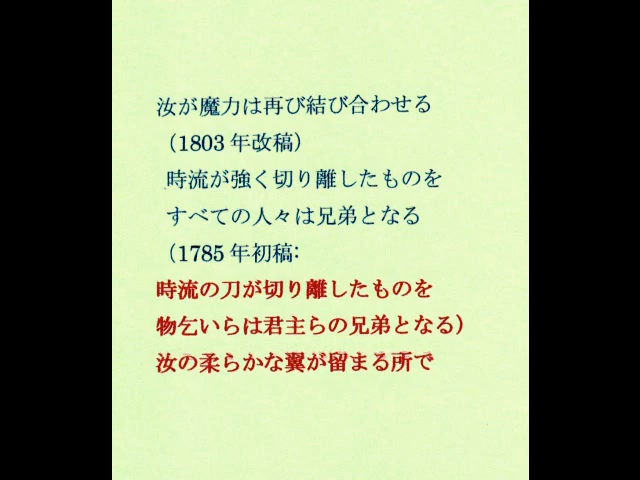 汝が魔力は再び結び合わせる
（1803 年改稿）
時流が強く切り離したものを
すべての人々は兄弟となる
（1785 年初稿:
時流の刀が切り離したものを
物乞いらは君主らの兄弟となる）
汝の柔らかな翼が留まる所で